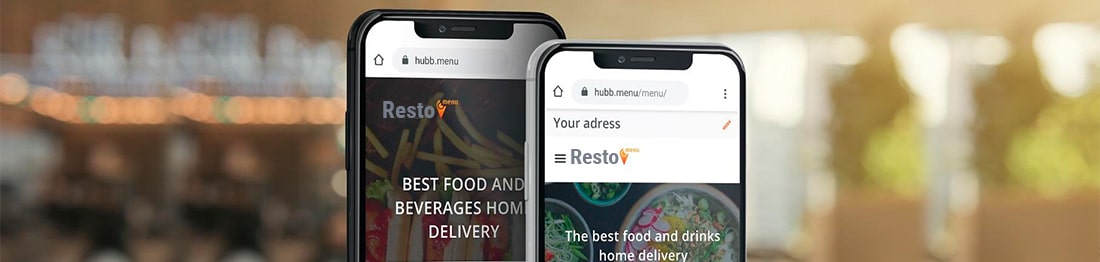 hubb.menu
Resto menu
BEST FOOD AND
BEVERAGES HOM
DELIVERY
hubb.menu/menu/
Your adress
Resto MENU
The best food and drinks
home delivery